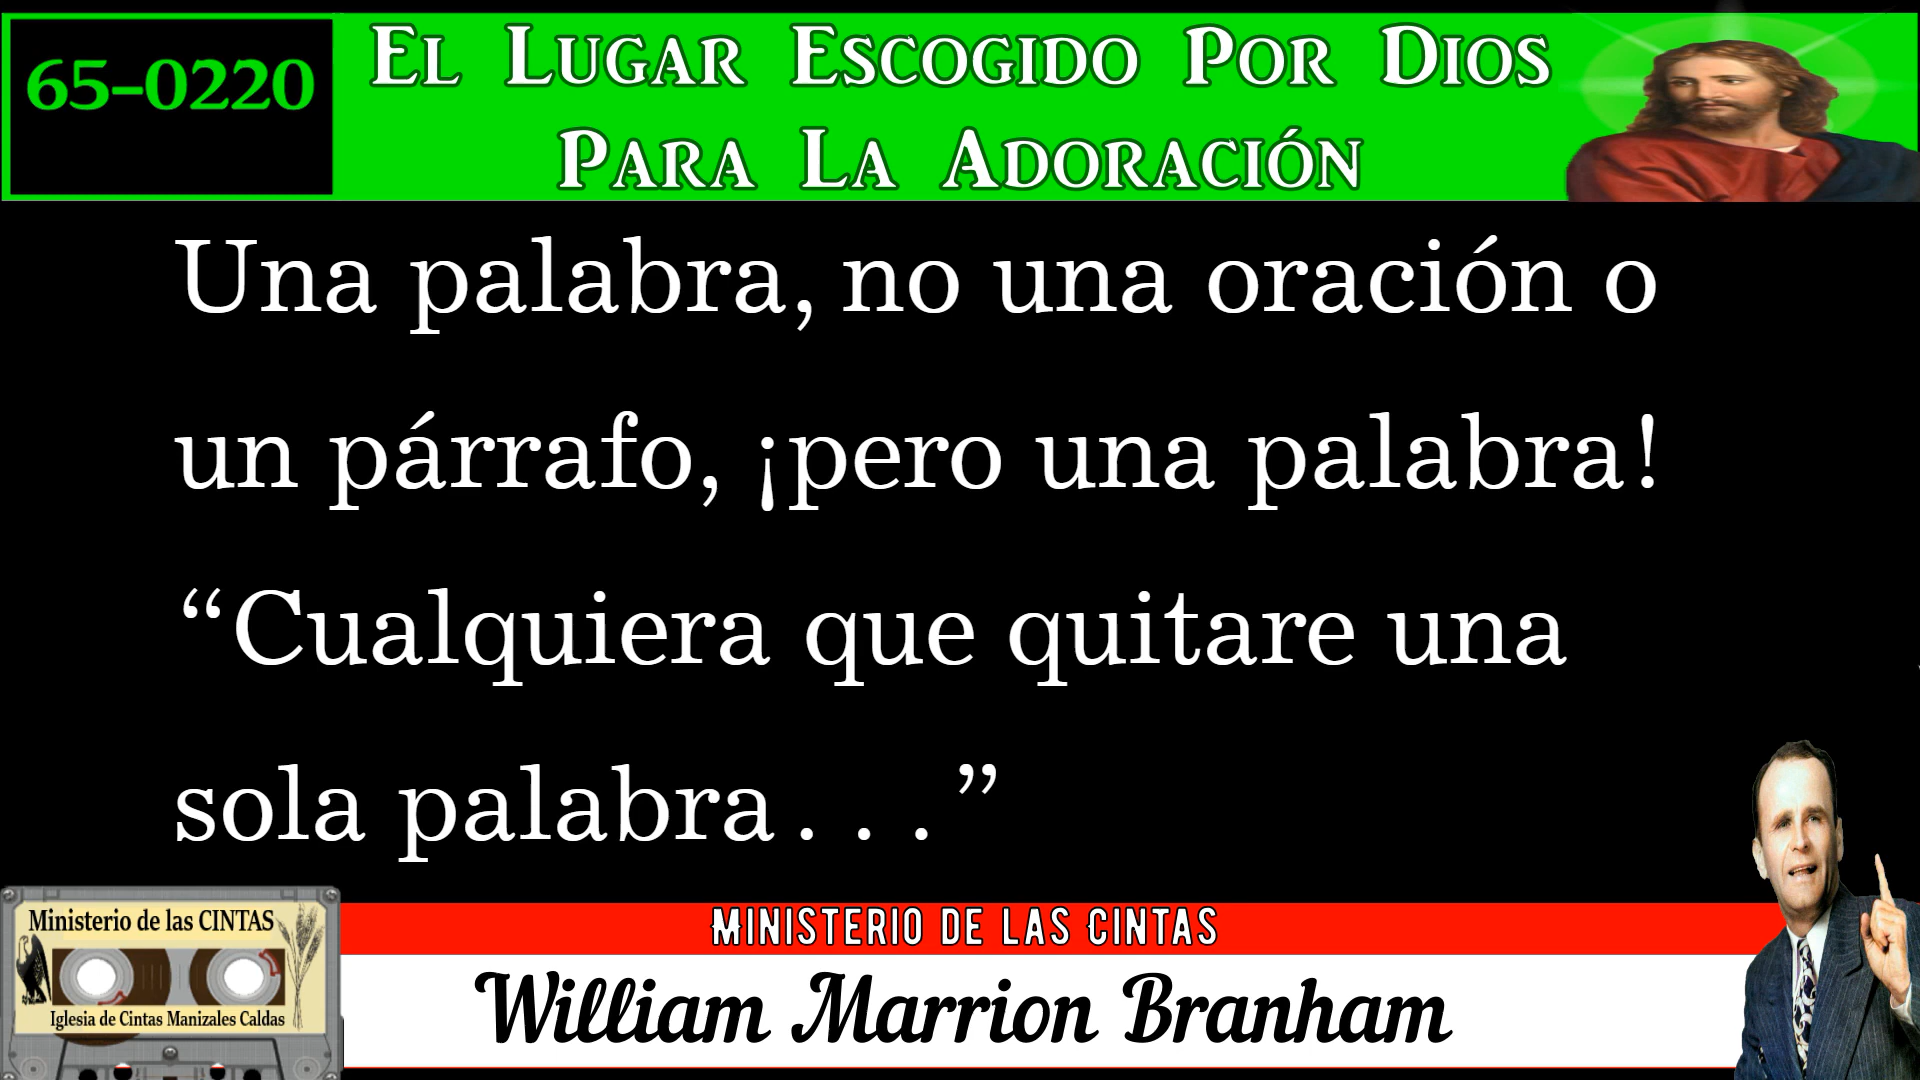 65-0220
El Lugar Escogido Por Dios
Para La Adoración
Una palabra, no una oración o
un párrafo, ¡pero una palabra!
“Cualquiera que quitare una
sola palabra . . .”
Ministerio de las CINTAS
Iglesia de Cintas Manizales Caldas
MINISTERIO DE LAS CINTAS
William Marrion Branham